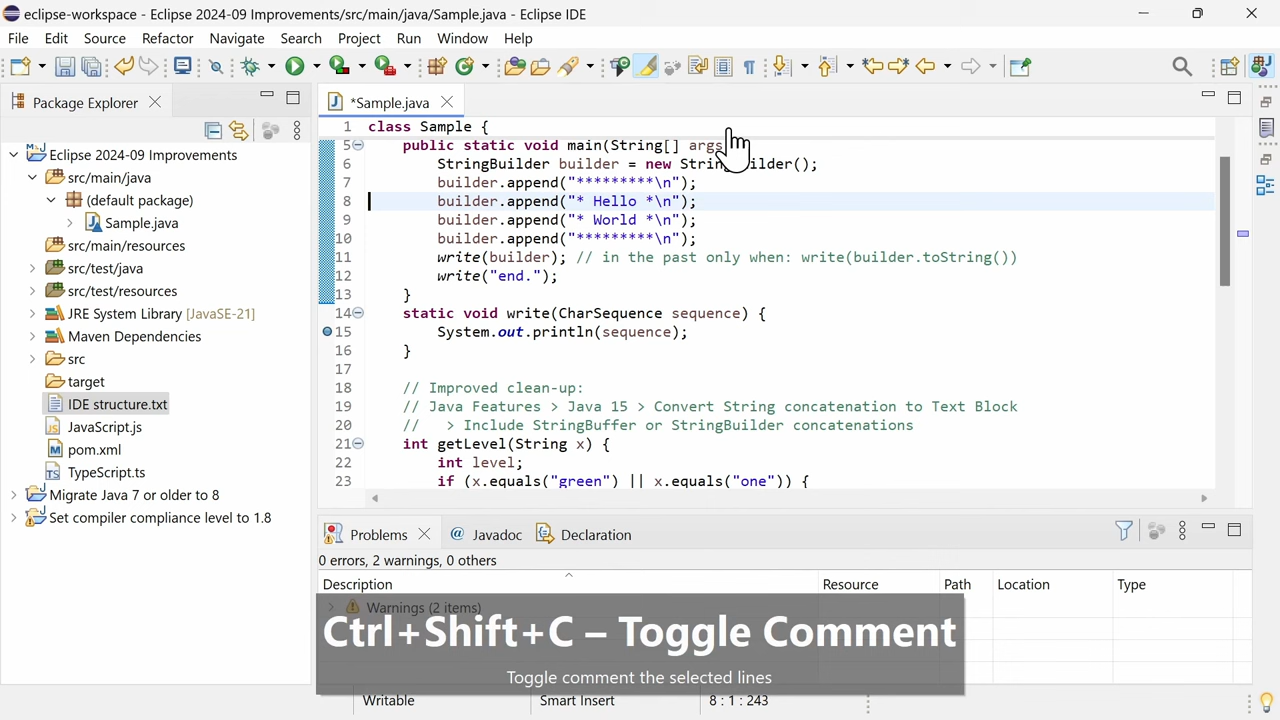 eclipse-workspace - Eclipse 2024-09 Improvements/src/main/java/Sample.java - Eclipse IDE
File Edit Source Refactor Navigate Search Project Run Window Help
Package Explorer
Eclipse 2024-09 Improvements
src/main/java
(default package)
Sample.java
src/main/resources
src/test/java
src/test/resources
JRE System Library [JavaSE-21]
Maven Dependencies
src
target
IDE structure.txt
JavaScript.js
pom.xml
TypeScript.ts
Migrate Java 7 or older to 8
Set compiler compliance level to 1.8
*Sample.java
1 class Sample {
5 public static void main(String[] args
6 StringBuilder builder = new StringBuilder();
7 builder.append("*********\n");
8 builder.append("* Hello *\n");
9 builder.append("* World *\n");
10 builder.append("*********\n");
11 write(builder); // in the past only when: write(builder.toString())
12 write("end.");
13 }
14 static void write(CharSequence sequence) {
15 System.out.println(sequence);
16 }
17
18 // Improved clean-up:
19 // Java Features > Java 15 > Convert String concatenation to Text Block
20 // > Include StringBuffer or StringBuilder concatenations
21 int getLevel(String x) {
22 int level;
23 if (x.equals("green") || x.equals("one")) {
Problems @ Javadoc Declaration
0 errors, 2 warnings, 0 others
Description Resource Path Location Type
Warnings (2 items)
Ctrl+Shift+C – Toggle Comment
Toggle comment the selected lines
Writable Smart Insert 8 : 1 : 243